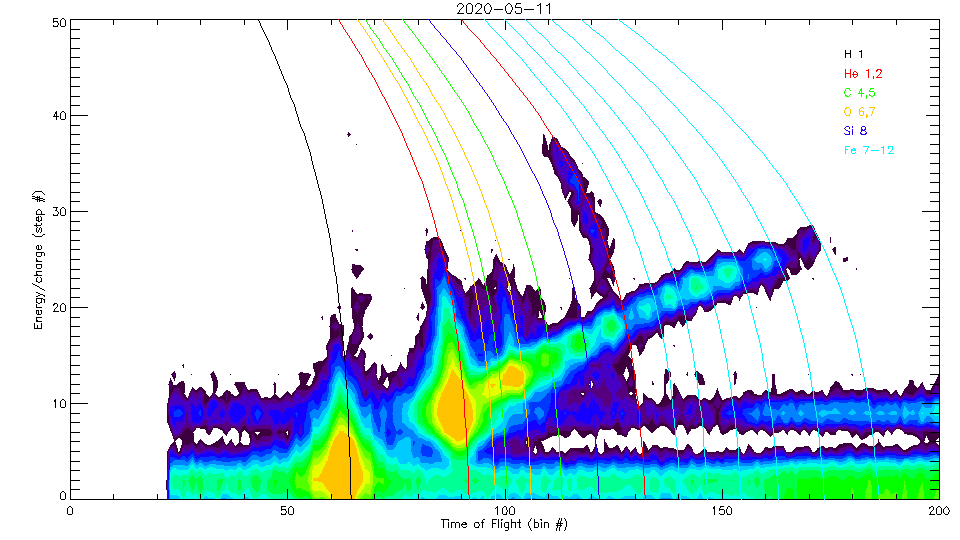 2020-05-11
50
40
30
20
10
0
Energy/charge (step #)
H 1
He 1,2
C 4,5
O 6,7
Si 8
Fe 7-12
0 50 100 150 200
Time of Flight (bin #)